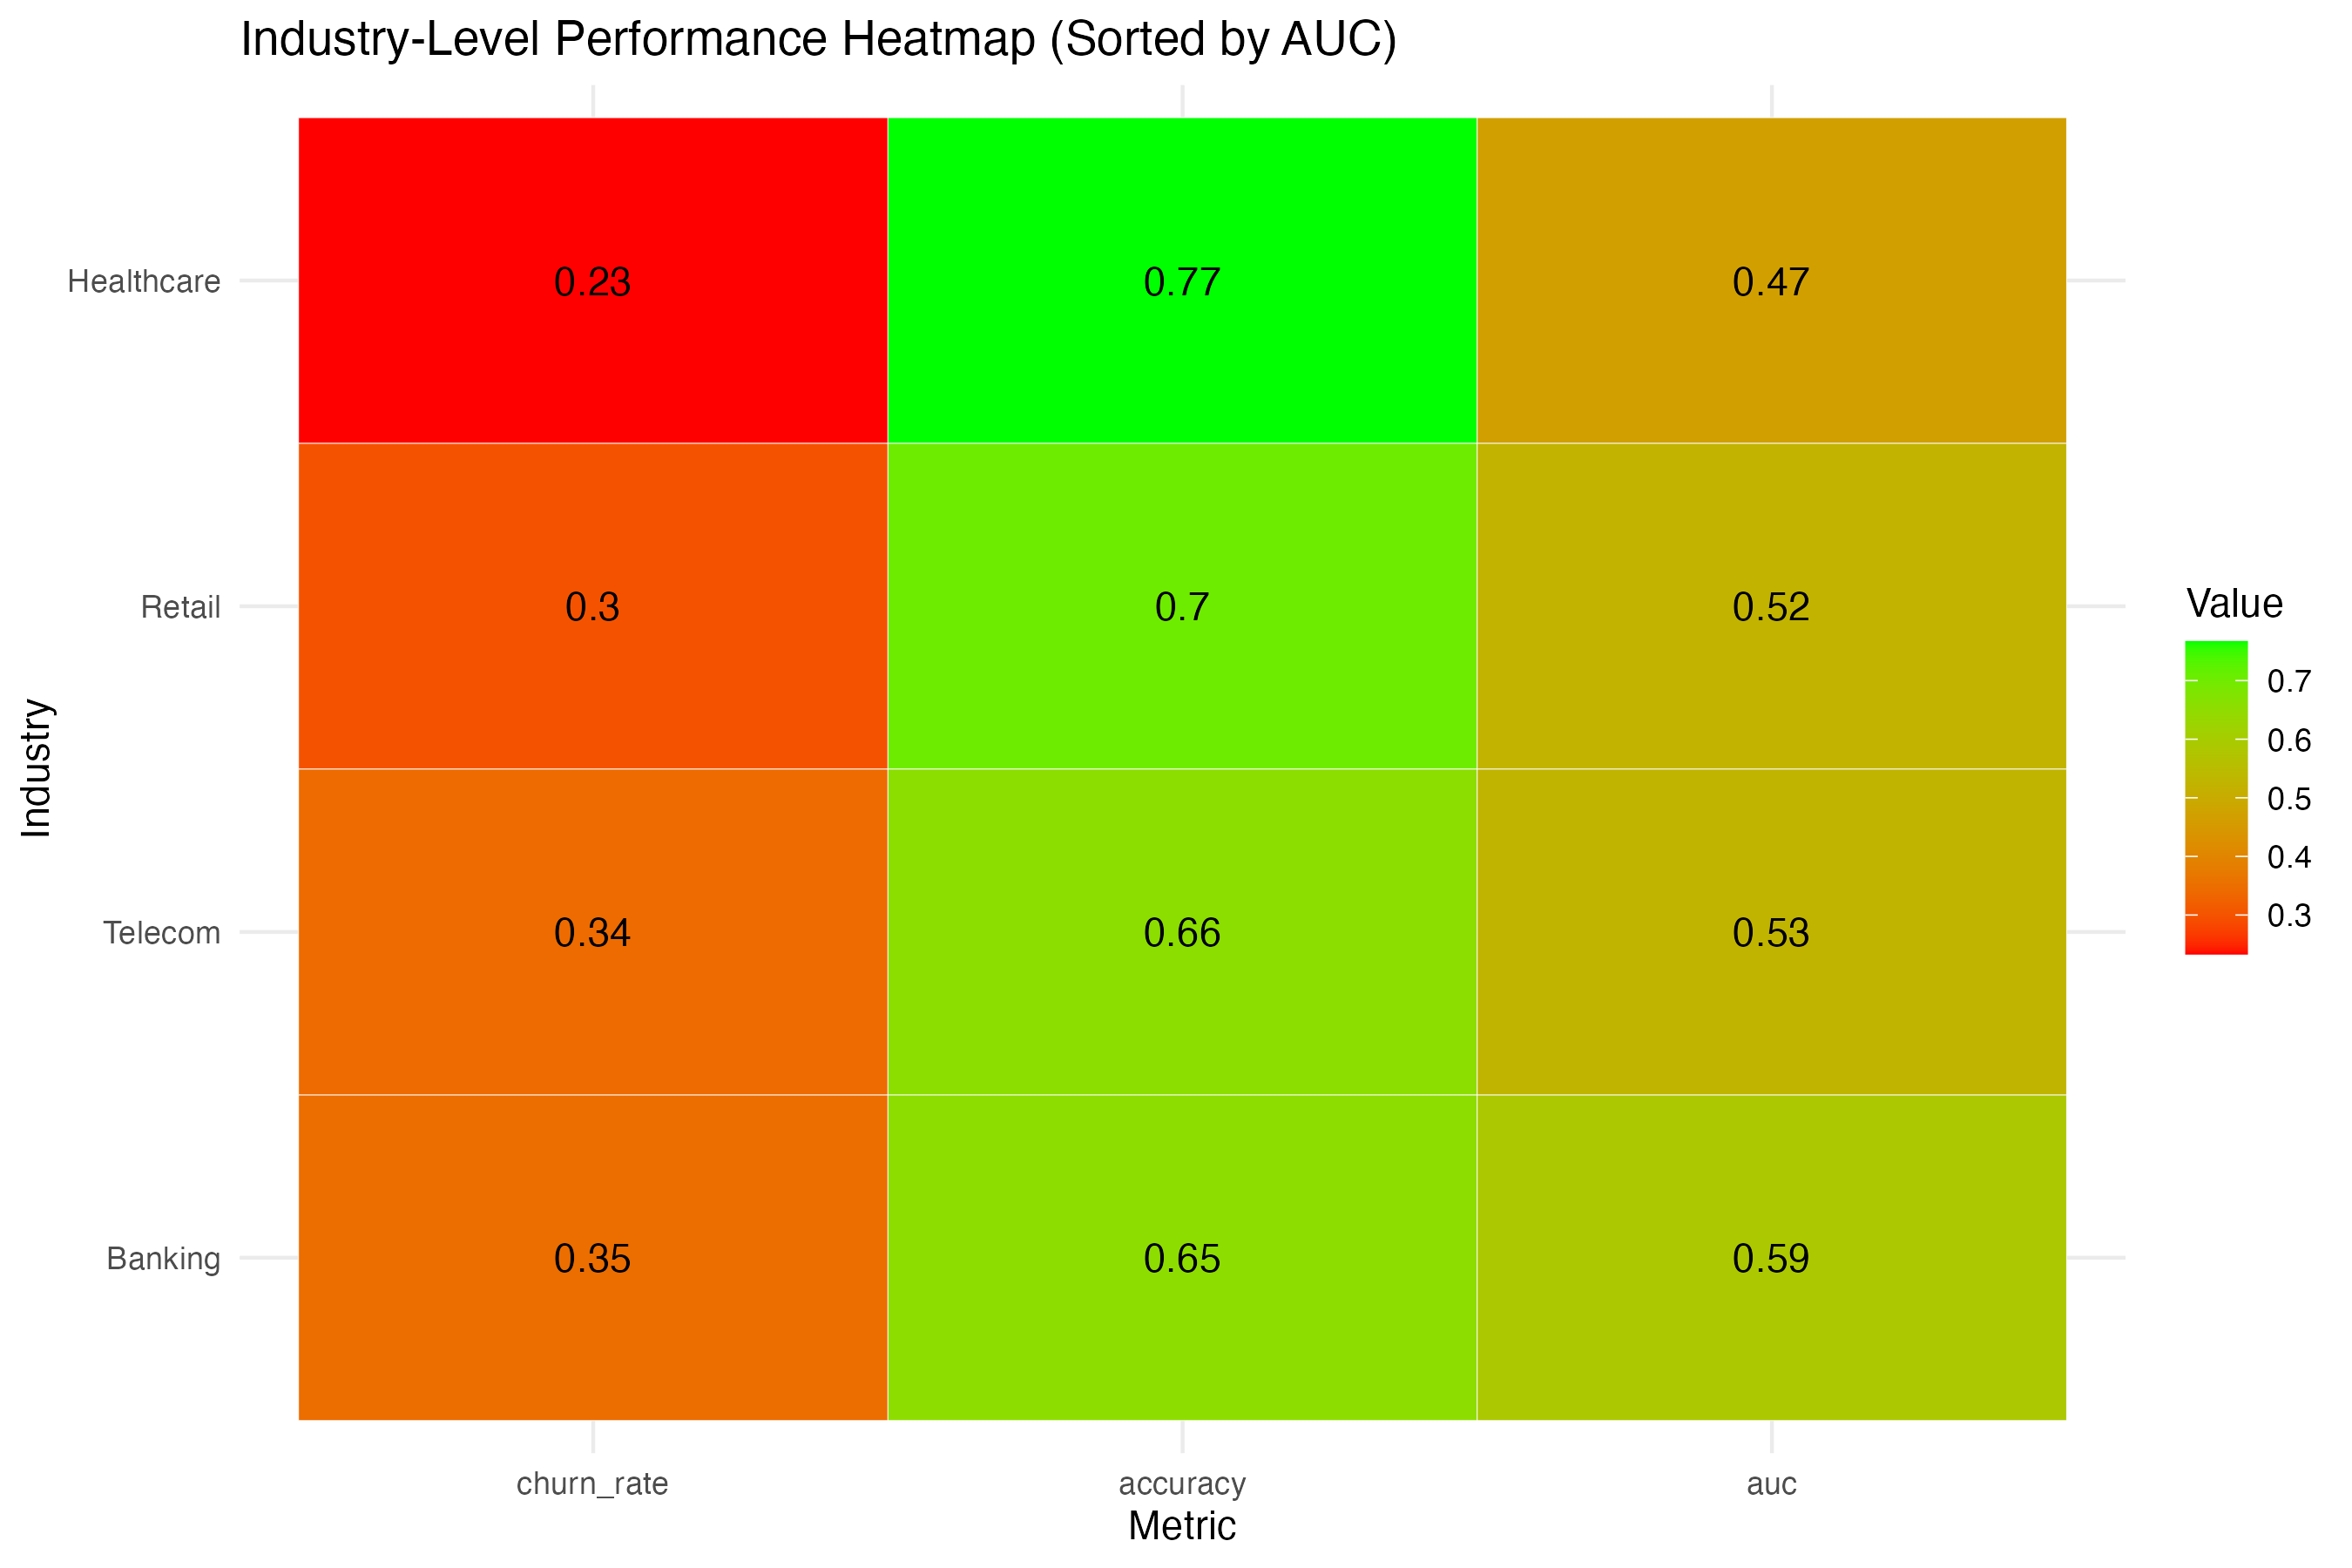 Industry-Level Performance Heatmap (Sorted by AUC)
Industry
Healthcare 0.23 0.77 0.47
Retail 0.3 0.7 0.52
Telecom 0.34 0.66 0.53
Banking 0.35 0.65 0.59
churn_rate accuracy auc
Metric
Value
0.7
0.6
0.5
0.4
0.3